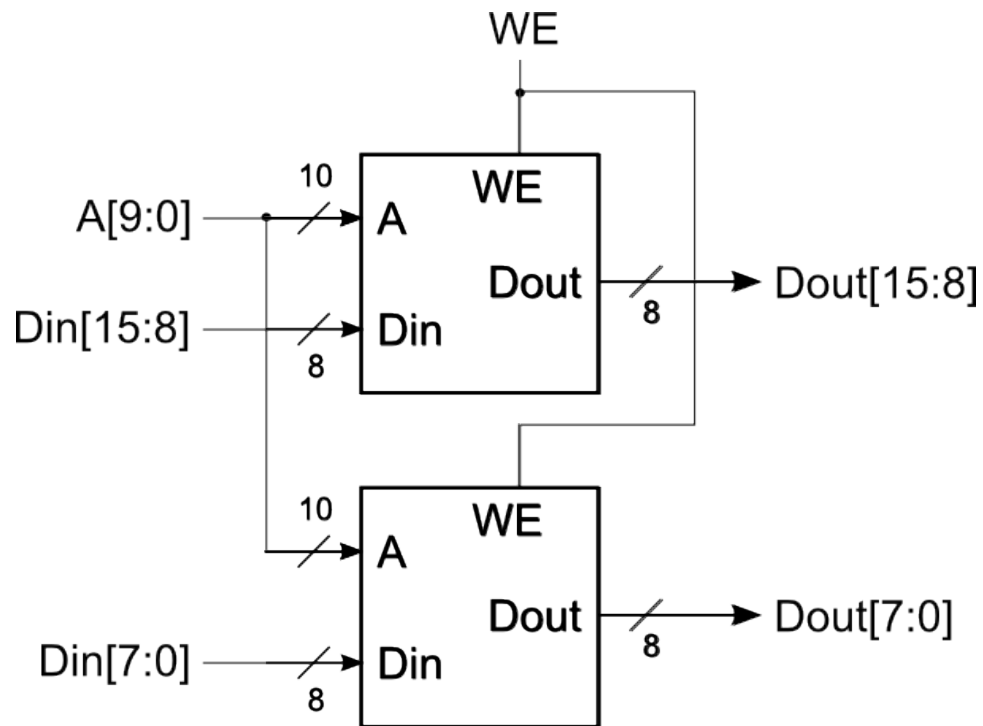 WE
10
WE
A[9:0]
A
Dout
Dout[15:8]
8
Din[15:8]
Din
8
10
WE
A
Dout
Dout[7:0]
8
Din[7:0]
Din
8